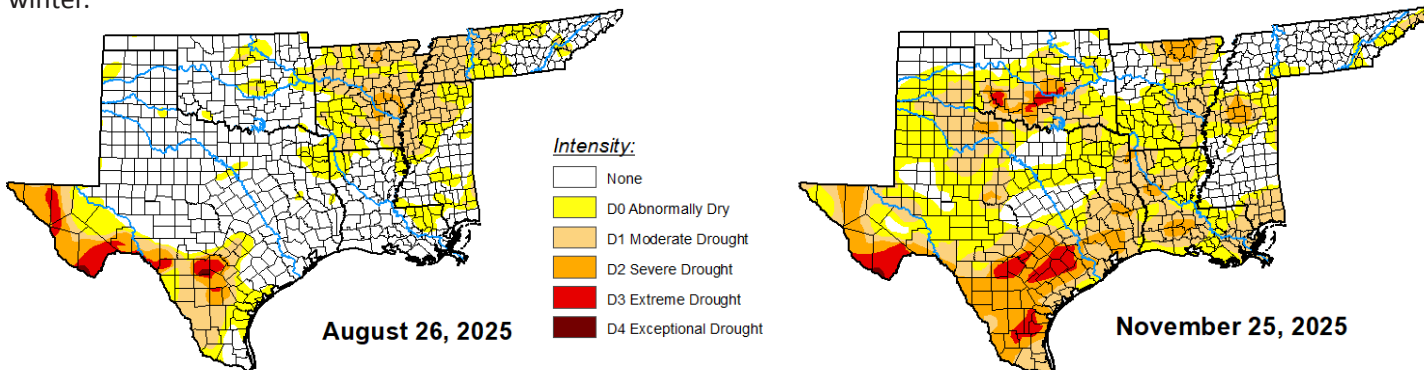 winter.
Intensity:
None
D0 Abnormally Dry
D1 Moderate Drought
D2 Severe Drought
D3 Extreme Drought
D4 Exceptional Drought
August 26, 2025
November 25, 2025